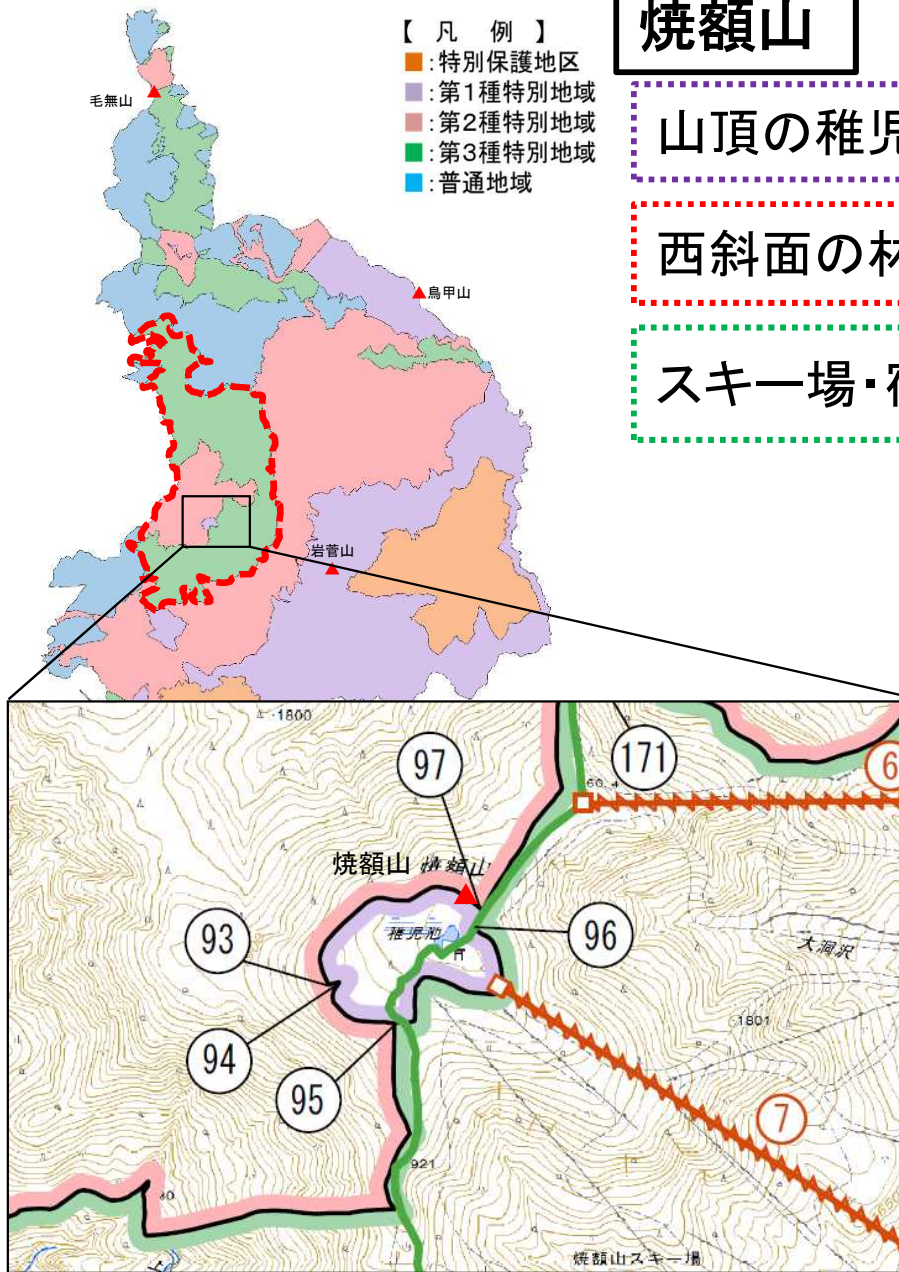 【 凡 例 】
■：特別保護地区
■：第1種特別地域
■：第2種特別地域
■：第3種特別地域
■：普通地域
焼額山
山頂の稚児
西斜面の林
スキー場・宿
毛無山
鳥甲山
岩菅山
1800
97
171
6
焼額山 焼額山
93
稚児池
96
大洞沢
94
1801
95
7
921
焼額山スキー場